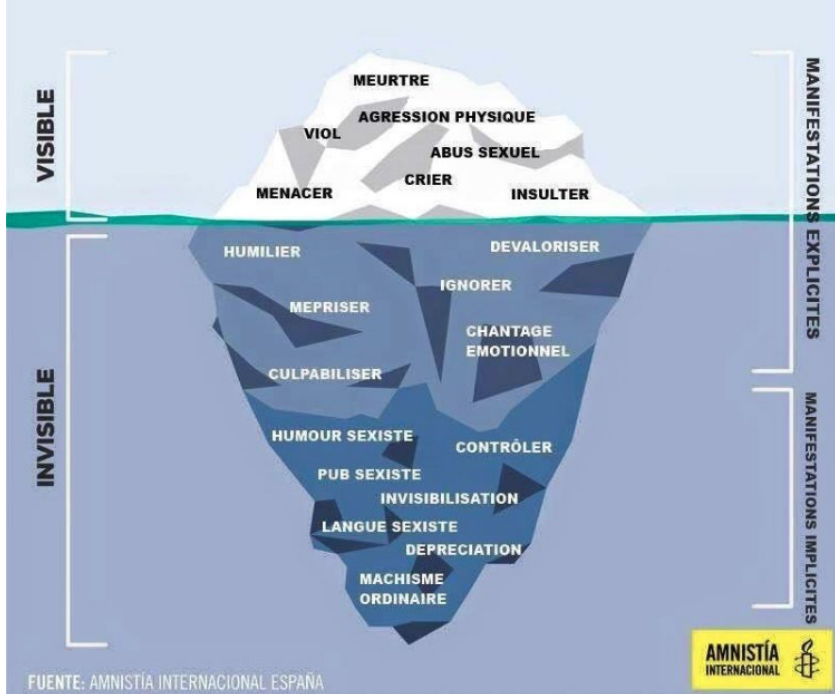 VISIBLE
MANIFESTATIONS EXPLICITES
MEURTRE
AGRESSION PHYSIQUE
VIOL
ABUS SEXUEL
CRIER
MENACER
INSULTER
INVISIBLE
HUMILIER
DEVALORISER
IGNORER
MEPRISER
CHANTAGE
EMOTIONNEL
CULPABILISER
MANIFESTATIONS IMPLICITES
HUMOUR SEXISTE
CONTRÔLER
PUB SEXISTE
INVISIBILISATION
LANGUE SEXISTE
DEPRECIATION
MACHISME
ORDINAIRE
AMNISTÍA
INTERNACIONAL
FUENTE: AMNISTÍA INTERNACIONAL ESPAÑA